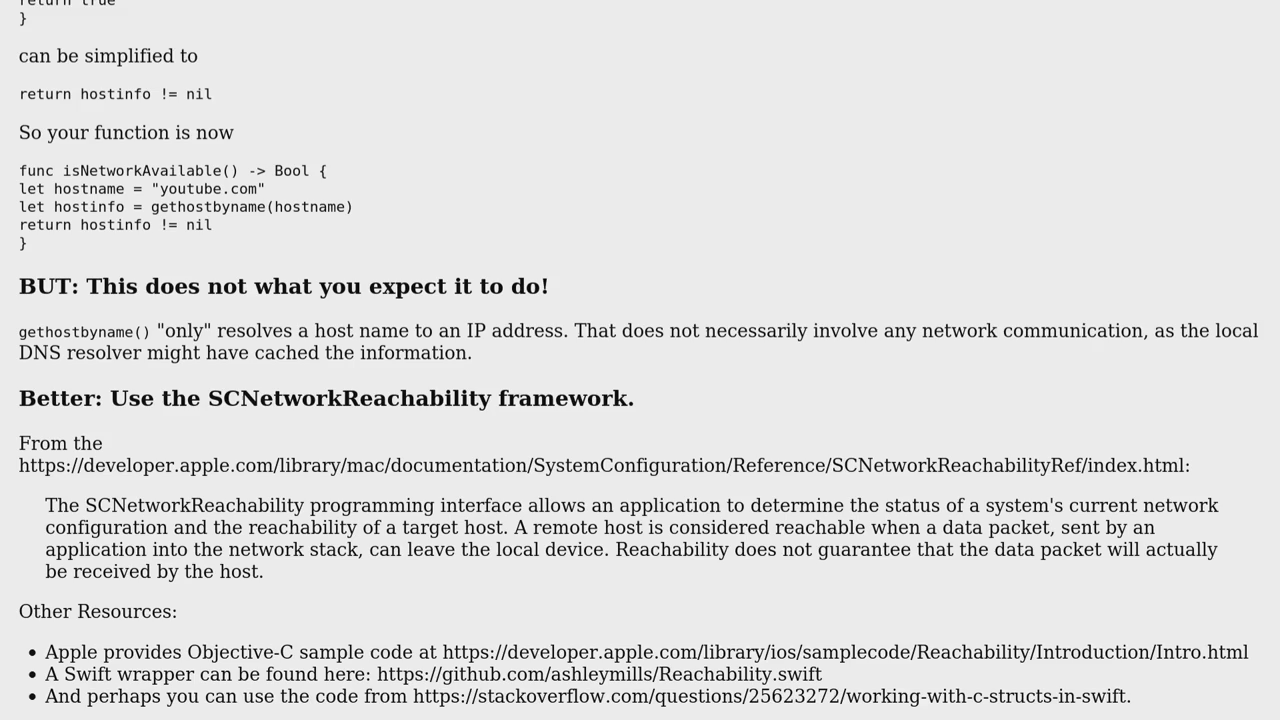 return true
}
can be simplified to
return hostinfo != nil
So your function is now
func isNetworkAvailable() -> Bool {
let hostname = "youtube.com"
let hostinfo = gethostbyname(hostname)
return hostinfo != nil
}
BUT: This does not what you expect it to do!
gethostbyname() "only" resolves a host name to an IP address. That does not necessarily involve any network communication, as the local
DNS resolver might have cached the information.
Better: Use the SCNetworkReachability framework.
From the
https://developer.apple.com/library/mac/documentation/SystemConfiguration/Reference/SCNetworkReachabilityRef/index.html:
The SCNetworkReachability programming interface allows an application to determine the status of a system's current network
configuration and the reachability of a target host. A remote host is considered reachable when a data packet, sent by an
application into the network stack, can leave the local device. Reachability does not guarantee that the data packet will actually
be received by the host.
Other Resources:
• Apple provides Objective-C sample code at https://developer.apple.com/library/ios/samplecode/Reachability/Introduction/Intro.html
• A Swift wrapper can be found here: https://github.com/ashleymills/Reachability.swift
• And perhaps you can use the code from https://stackoverflow.com/questions/25623272/working-with-c-structs-in-swift.